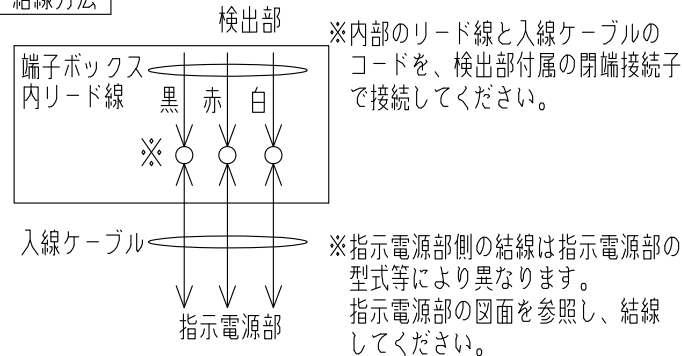 結線方法
検出部
※内部のリード線と入線ケーブルの
コードを、検出部付属の閉端接続子
で接続してください。
端子ボックス
内リード線
黒 赤 白
※
入線ケーブル
※指示電源部側の結線は指示電源部の
型式等により異なります。
指示電源部の図面を参照し、結線
してください。
指示電源部